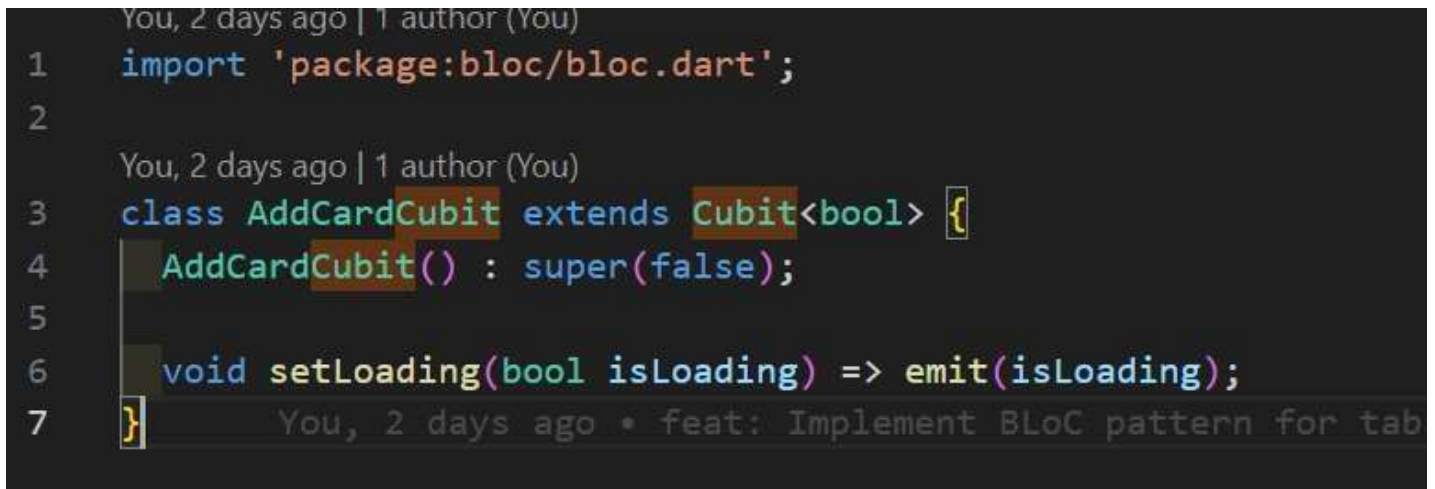 You, 2 days ago | 1 author (You)
1 import 'package:bloc/bloc.dart';
2
You, 2 days ago | 1 author (You)
3 class AddCardCubit extends Cubit<bool> {
4 AddCardCubit() : super(false);
5
6 void setLoading(bool isLoading) => emit(isLoading);
7 } You, 2 days ago • feat: Implement BLoC pattern for tab